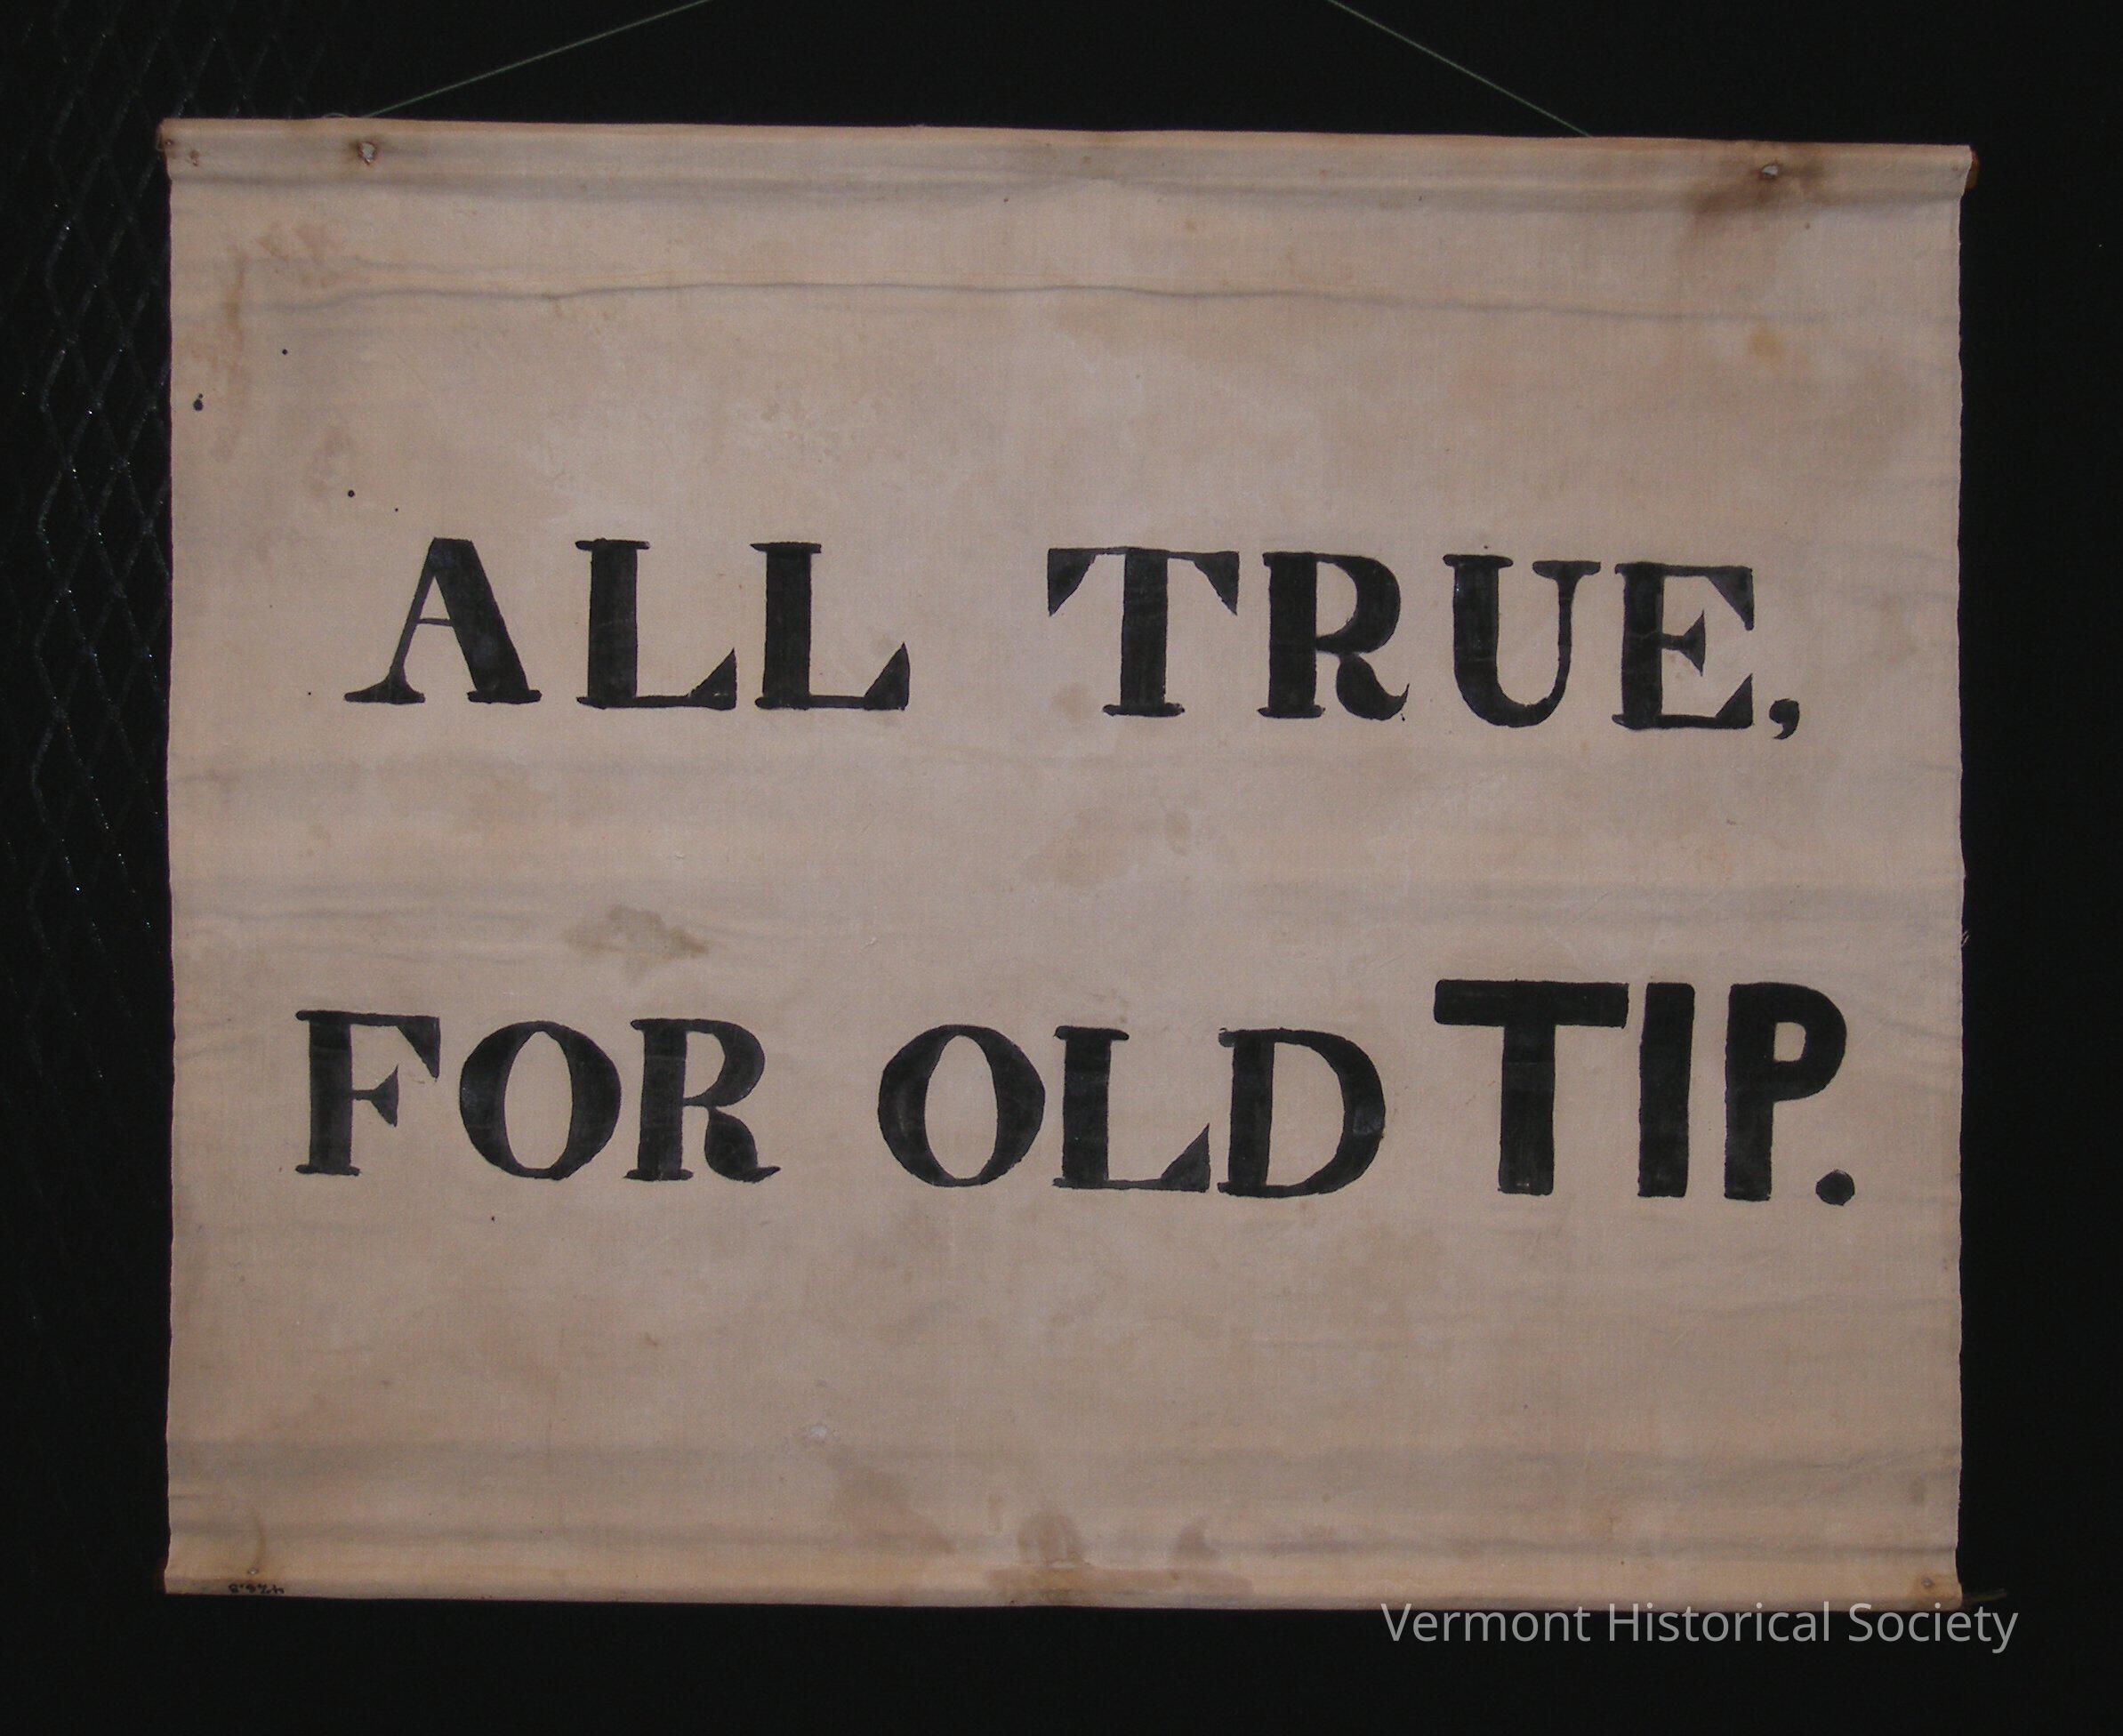 ALL TRUE,
FOR OLD TIP.
Vermont Historical Society